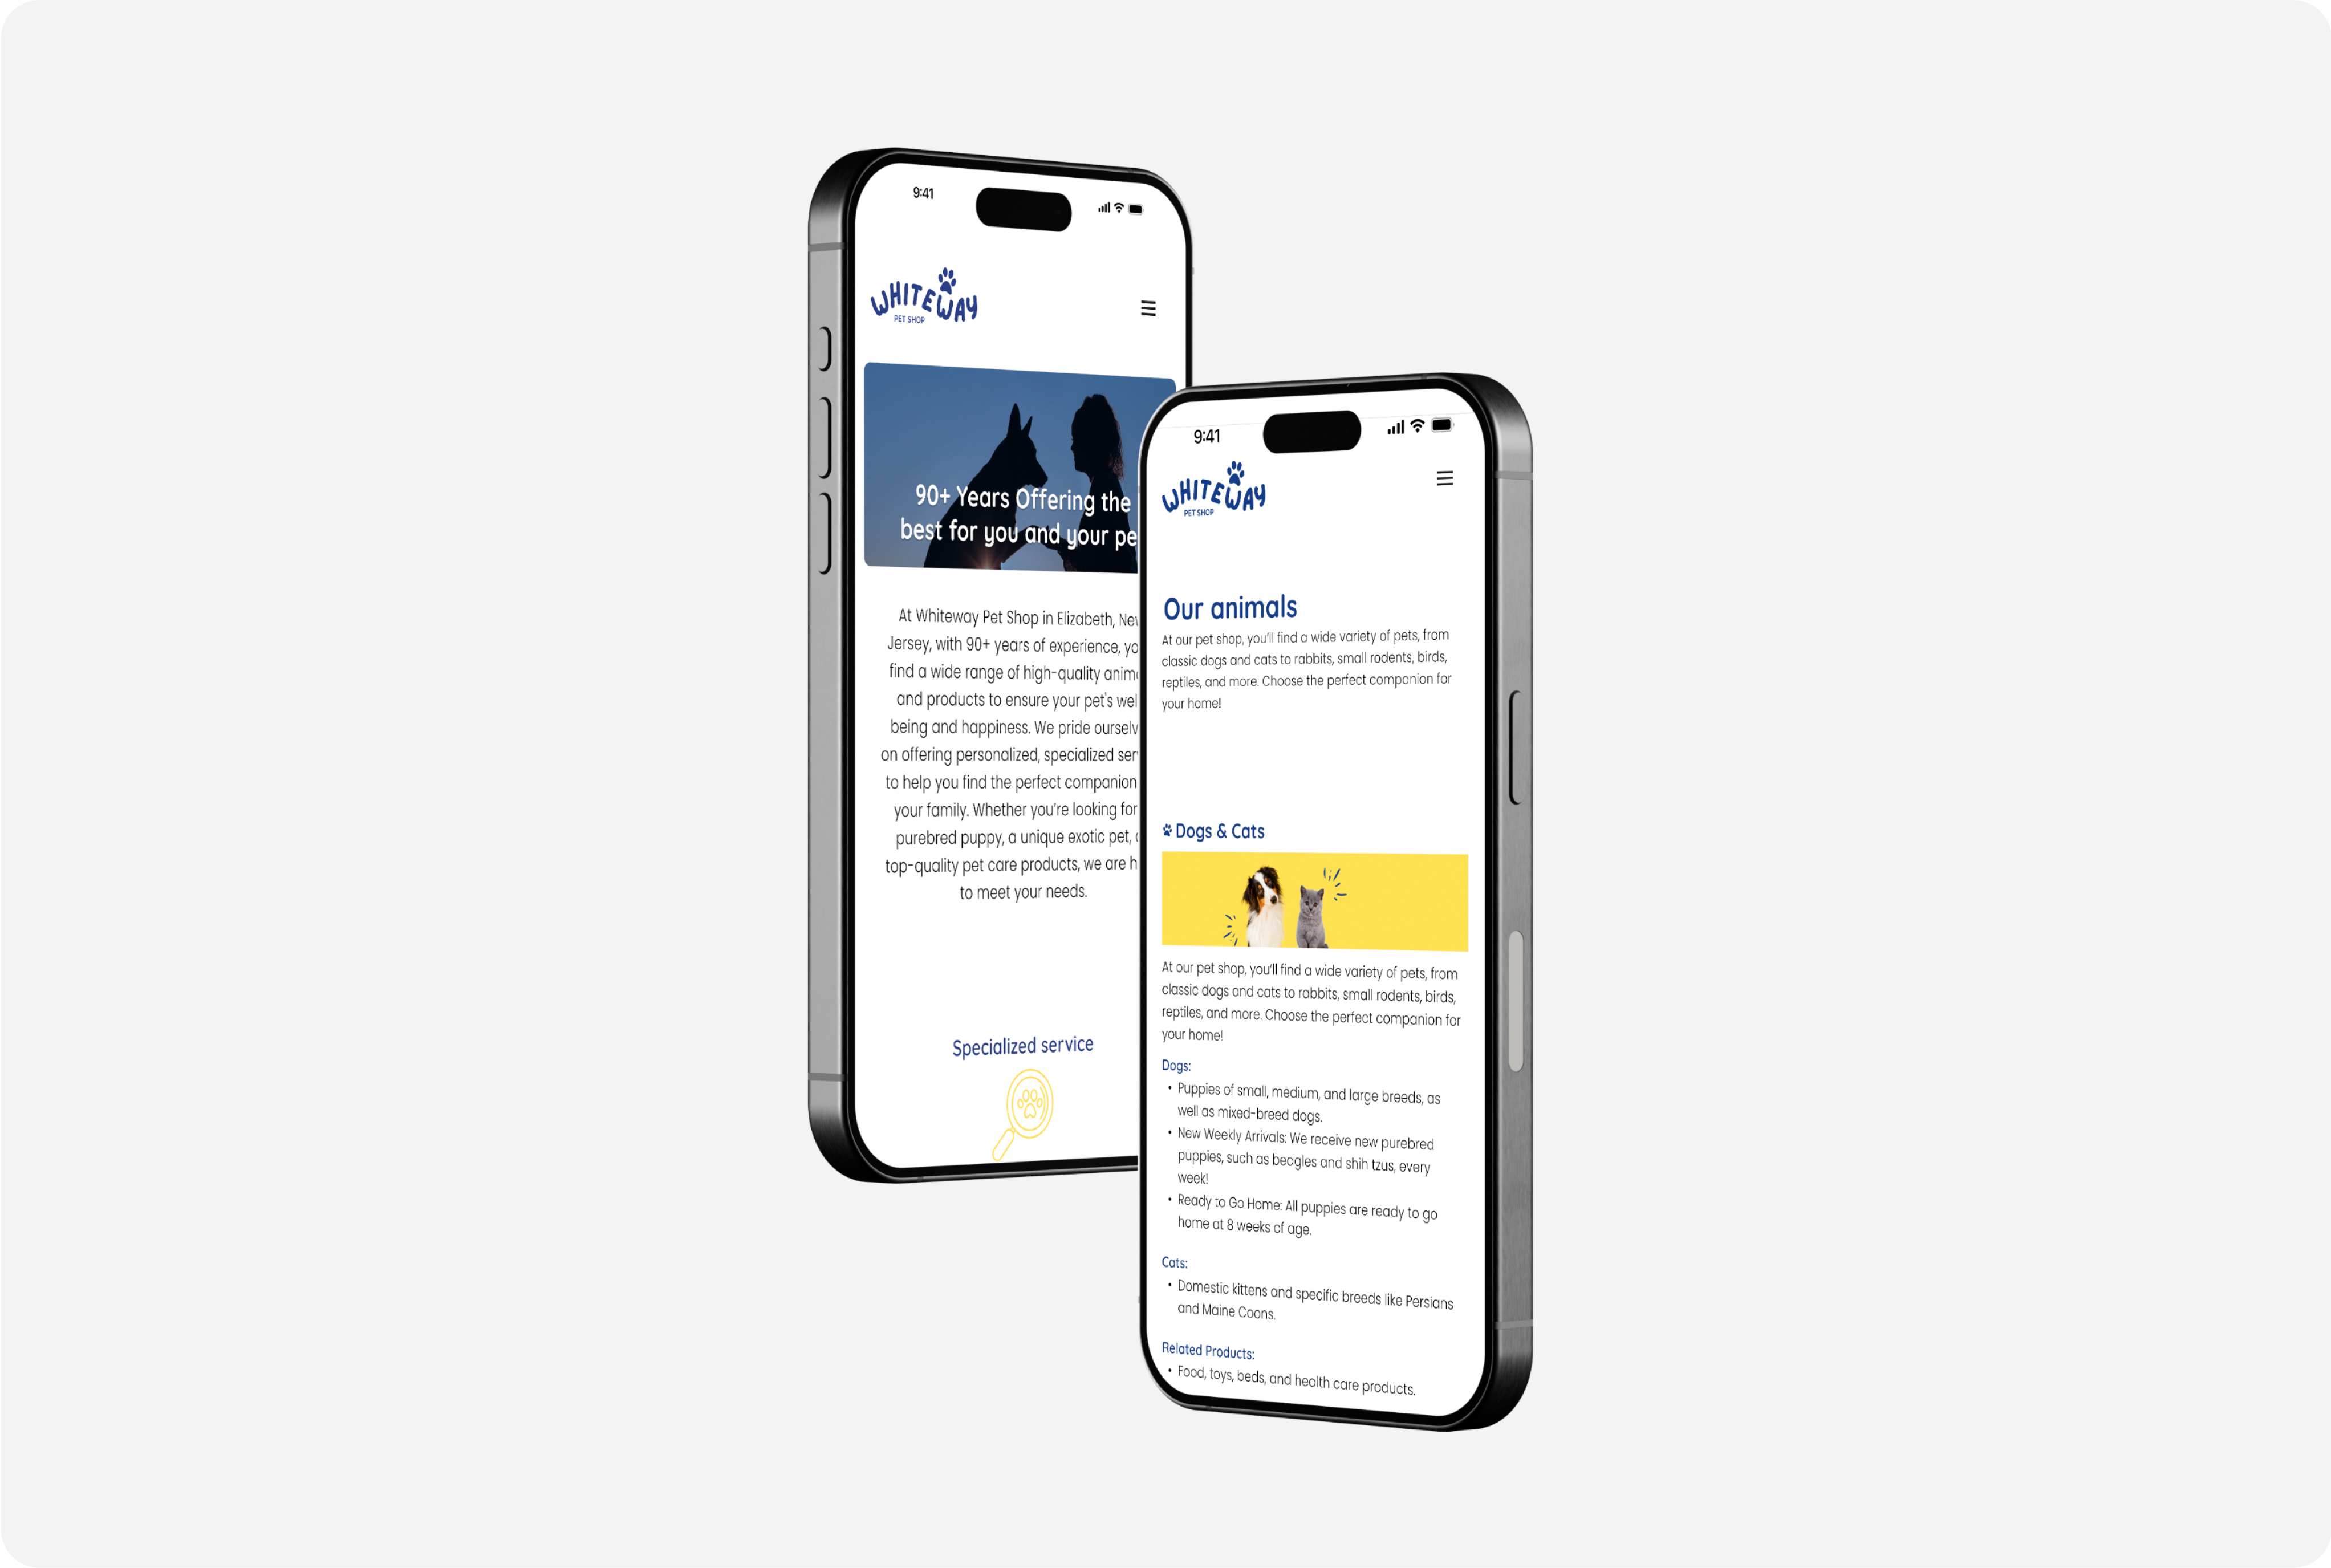 9:41
WHITEWAY
PET SHOP
90+ Years Offering the
best for you and your
At Whiteway Pet Shop in Elizabeth,
Jersey, with 90+ years of experience,
find a wide range of high-quality
and products to ensure your pet's
being and happiness. We pride
on offering personalized, specialized
to help you find the perfect companion
your family. Whether you're looking for
purebred puppy, a unique exotic pet,
top-quality pet care products, we are
to meet your needs.
Specialized service
9:41
WHITEWAY
PET SHOP
Our animals
At our pet shop, you'll find a wide variety of pets, from
classic dogs and cats to rabbits, small rodents, birds,
reptiles, and more. Choose the perfect companion for
your home!
Dogs & Cats
At our pet shop, you'll find a wide variety of pets, from
classic dogs and cats to rabbits, small rodents, birds,
reptiles, and more. Choose the perfect companion for
your home!
Dogs:
• Puppies of small, medium, and large breeds, as
well as mixed-breed dogs.
• New Weekly Arrivals: We receive new purebred
puppies, such as beagles and shih tzus, every
week!
• Ready to Go Home: All puppies are ready to go
home at 8 weeks of age.
Cats:
• Domestic kittens and specific breeds like Persians
and Maine Coons.
Related Products:
• Food, toys, beds, and health care products.